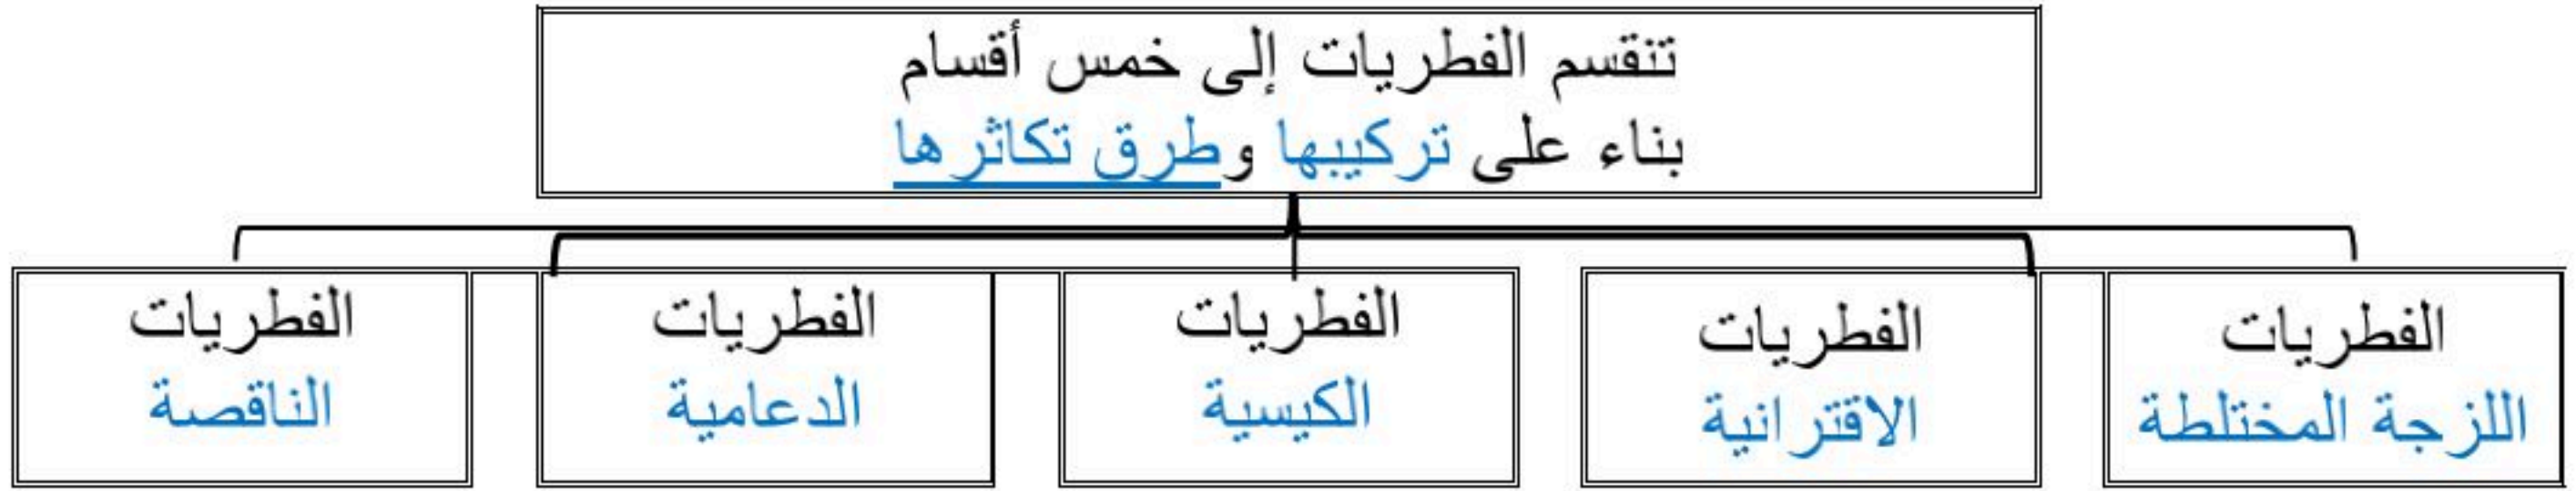 تنقسم الفطريات إلى خمس أقسام
بناء على تركيبها وطرق تكاثرها
الفطريات
اللزجة المختلطة
الفطريات
الاقترانية
الفطريات
الكيسية
الفطريات
الدعامية
الفطريات
الناقصة